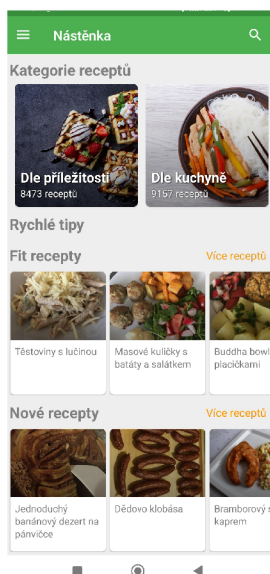 Nástěnka
Kategorie receptů
Dle příležitosti
8473 receptů
Dle kuchyně
9157 receptů
Rychlé tipy
Fit recepty
Více receptů
Těstoviny s lučinou
Masové kuličky s
batáty a salátkem
Buddha bowl
placičkami
Nové recepty
Více receptů
Jednoduchý
banánový dezert na
pánvičce
Dědovo klobása
Bramborový s
kaprem